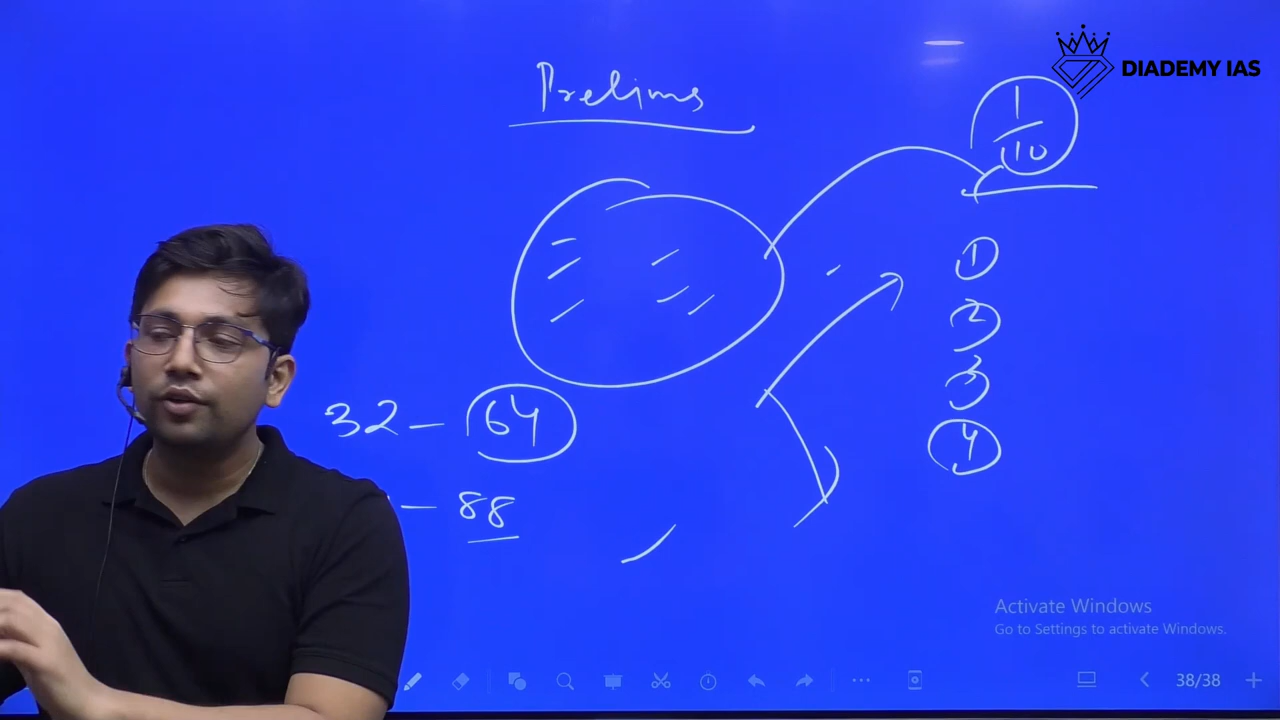 DIADEMY IAS
Prelims
1
110
1
2
3
4
32 – 64
– 88
Activate Windows
Go to Settings to activate Windows.
38/38